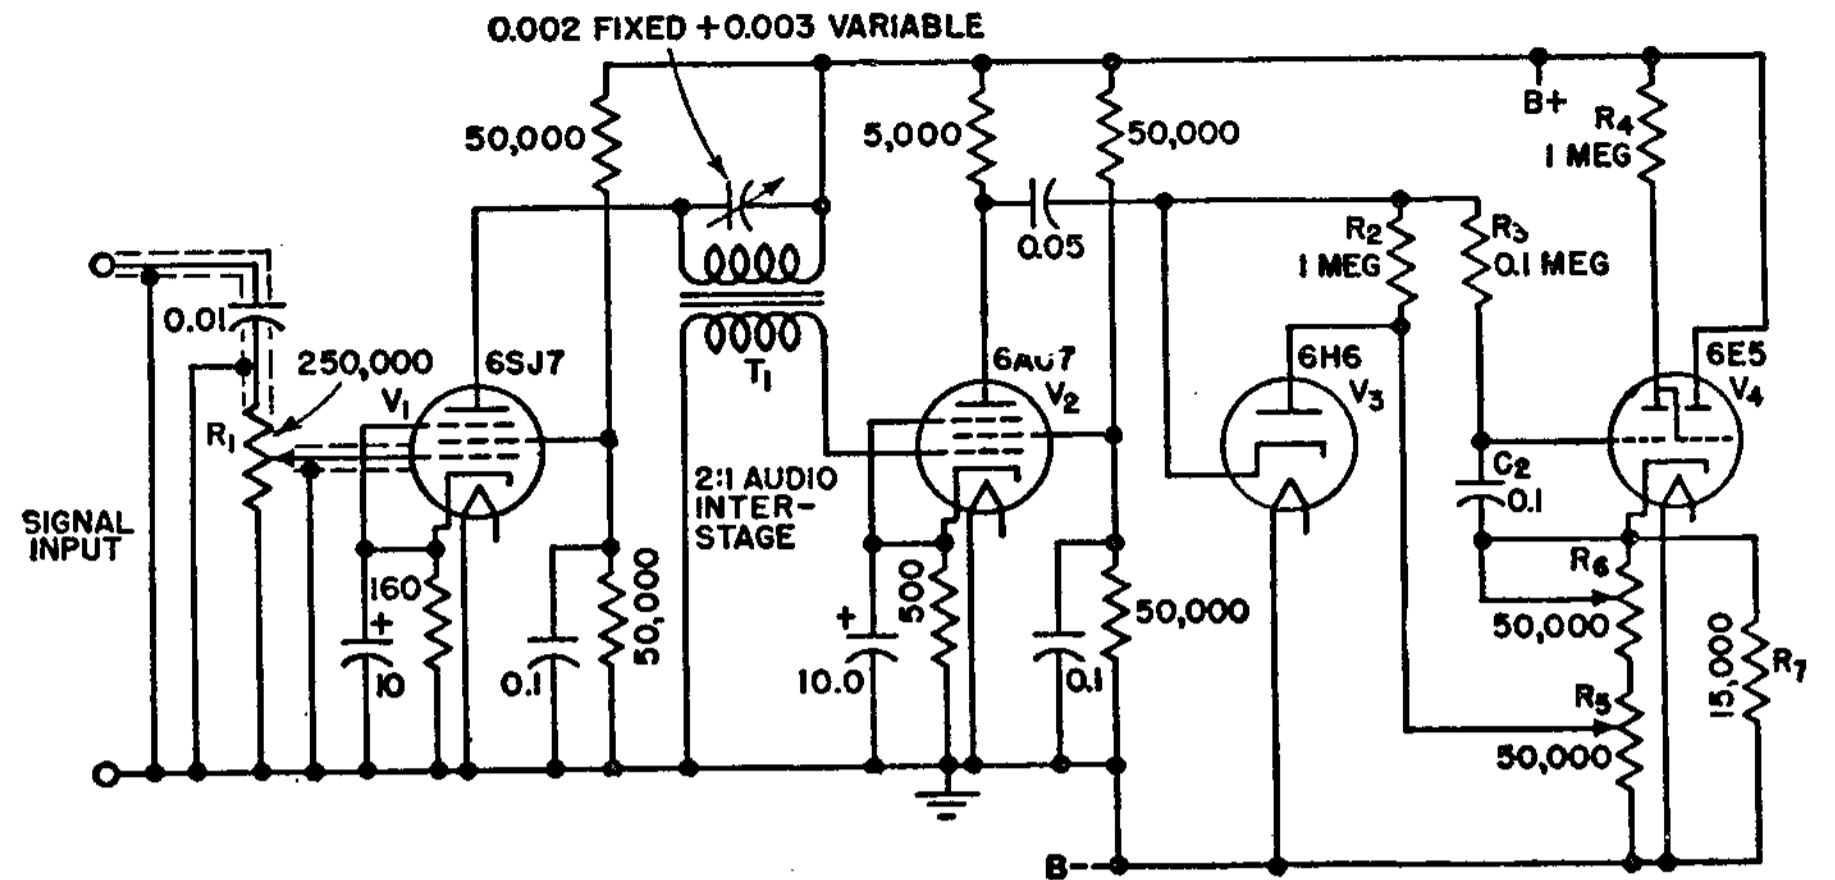 0.002 FIXED +0.003 VARIABLE
50,000
5,000
50,000
B+
R4
1 MEG
0.05
R2
1 MEG
R3
0.1 MEG
0.01
250,000
R1
V1
6SJ7
T1
2:1 AUDIO
INTER-
STAGE
V2
6H6
V3
6E5
V4
C2
0.1
SIGNAL
INPUT
160
+
10
0.1
50,000
+
10.0
500
0.1
50,000
R6
50,000
R5
50,000
15,000
R7
B-